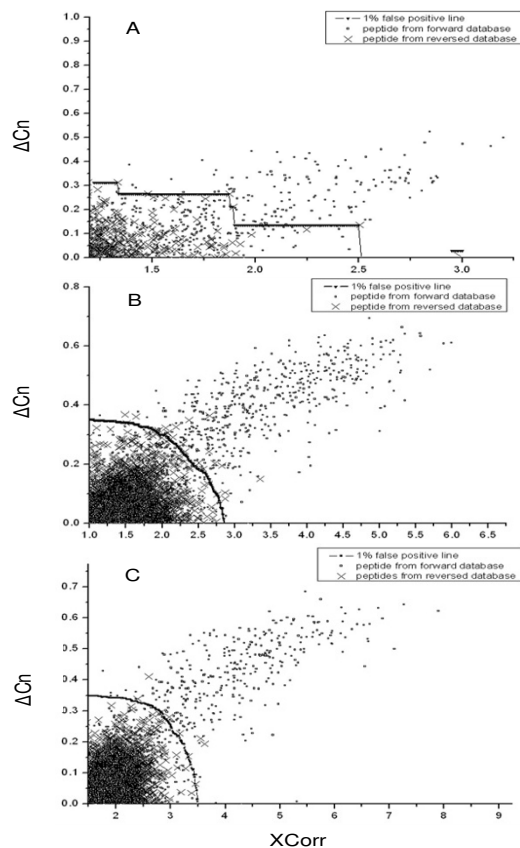 A
1% false positive line
peptide from forward database
peptide from reversed database
ΔCn
1.0
0.9
0.8
0.7
0.6
0.5
0.4
0.3
0.2
0.1
0.0
1.5 2.0 2.5 3.0
B
1% false positive line
peptide from forward database
peptide from reversed database
ΔCn
0.8
0.6
0.4
0.2
0.0
1.0 1.5 2.0 2.5 3.0 3.5 4.0 4.5 5.0 5.5 6.0 6.5
C
1% false positive line
peptide from forward database
peptides from reversed database
ΔCn
0.7
0.6
0.5
0.4
0.3
0.2
0.1
0.0
2 3 4 5 6 7 8 9
XCorr